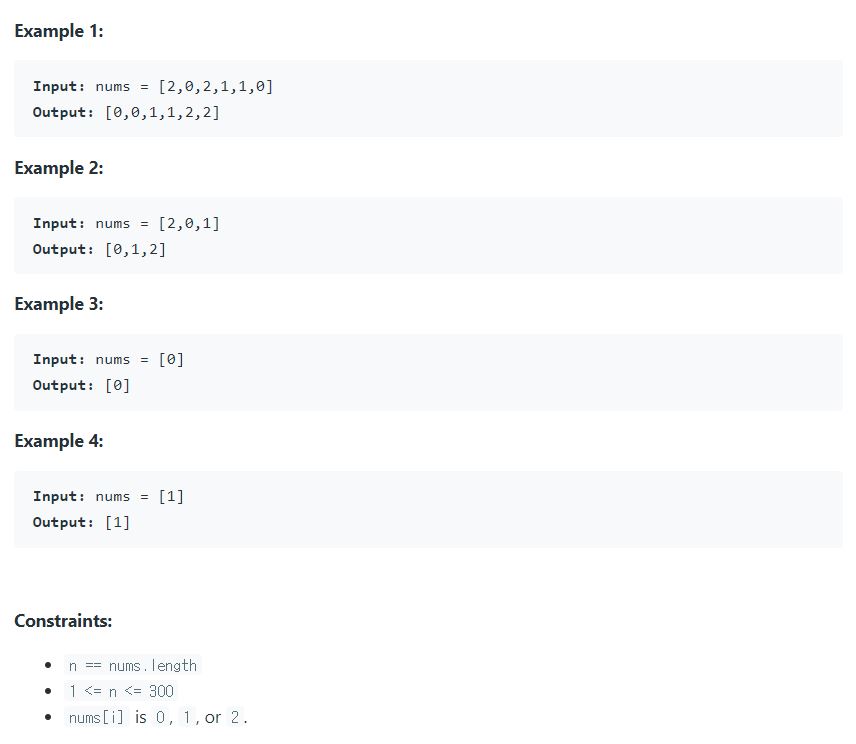 Example 1:
Input: nums = [2,0,2,1,1,0]
Output: [0,0,1,1,2,2]
Example 2:
Input: nums = [2,0,1]
Output: [0,1,2]
Example 3:
Input: nums = [0]
Output: [0]
Example 4:
Input: nums = [1]
Output: [1]
Constraints:
• n == nums.length
• 1 <= n <= 300
• nums[i] is 0, 1, or 2.